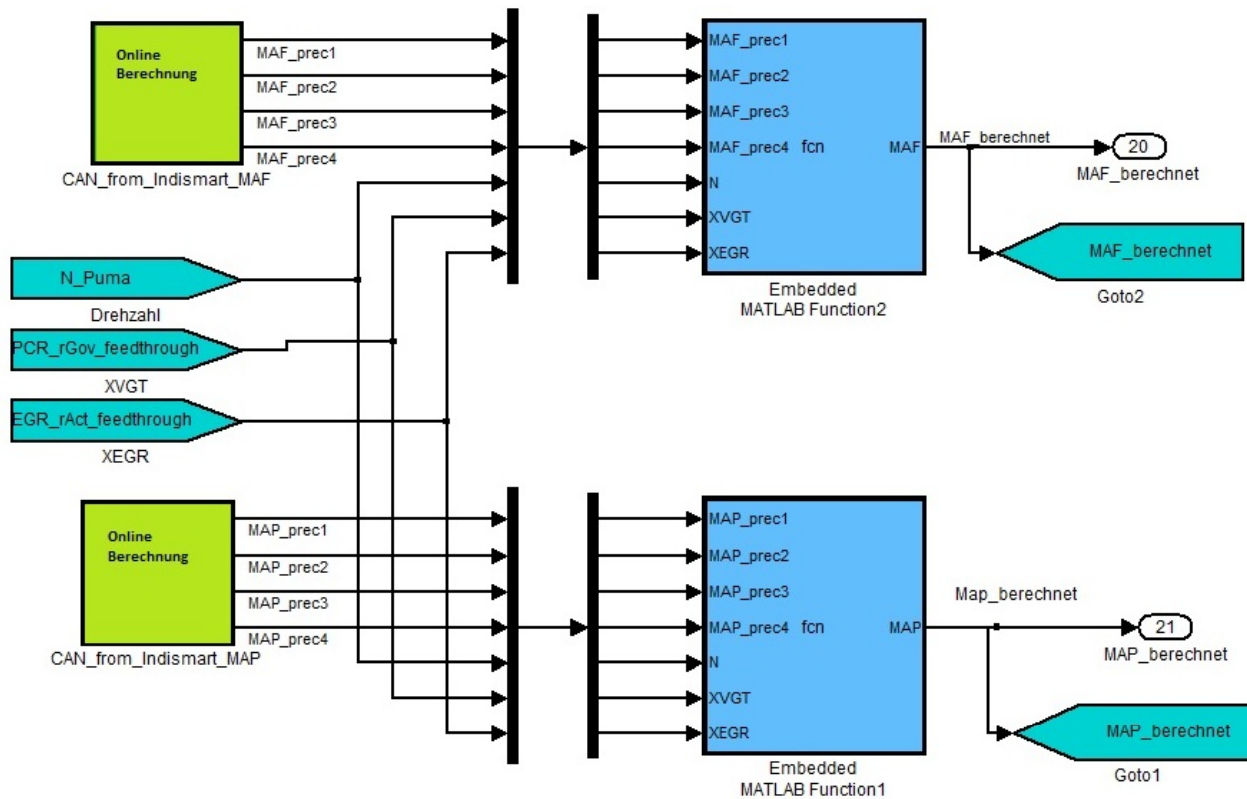 Online
Berechnung
MAF_prec1
MAF_prec2
MAF_prec3
MAF_prec4
CAN_from_Indismart_MAF
MAF_prec1
MAF_prec2
MAF_prec3
MAF_prec4 fcn MAF
N
XVGT
XEGR
Embedded
MATLAB Function2
MAF_berechnet
20
MAF_berechnet
MAF_berechnet
Goto2
N_Puma
Drehzahl
PCR_rGov_feedthrough
XVGT
EGR_rAct_feedthrough
XEGR
Online
Berechnung
MAP_prec1
MAP_prec2
MAP_prec3
MAP_prec4
CAN_from_Indismart_MAP
MAP_prec1
MAP_prec2
MAP_prec3
MAP_prec4 fcn MAP
N
XVGT
XEGR
Embedded
MATLAB Function1
Map_berechnet
21
MAP_berechnet
MAP_berechnet
Goto1